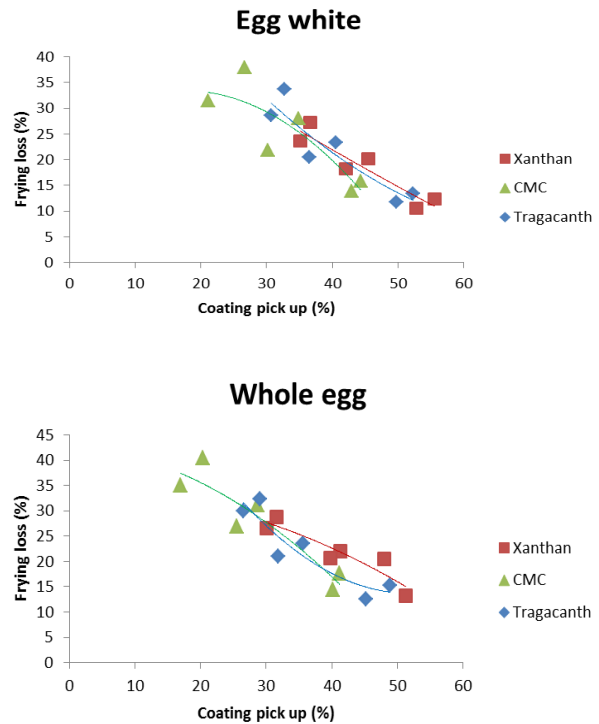 Egg white
Frying loss (%)
40
35
30
25
20
15
10
5
0
0 10 20 30 40 50 60
Coating pick up (%)
Xanthan
CMC
Tragacanth
Whole egg
Frying loss (%)
45
40
35
30
25
20
15
10
5
0
0 10 20 30 40 50 60
Coating pick up (%)
Xanthan
CMC
Tragacanth